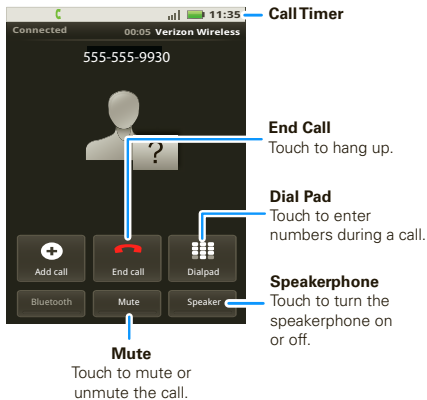 11:35
Call Timer
Connected 00:05 Verizon Wireless
555-555-9930
?
End Call
Touch to hang up.
Dial Pad
Touch to enter
numbers during a call.
Add call End call Dialpad
Speakerphone
Touch to turn the
speakerphone on
or off.
Bluetooth Mute Speaker
Mute
Touch to mute or
unmute the call.